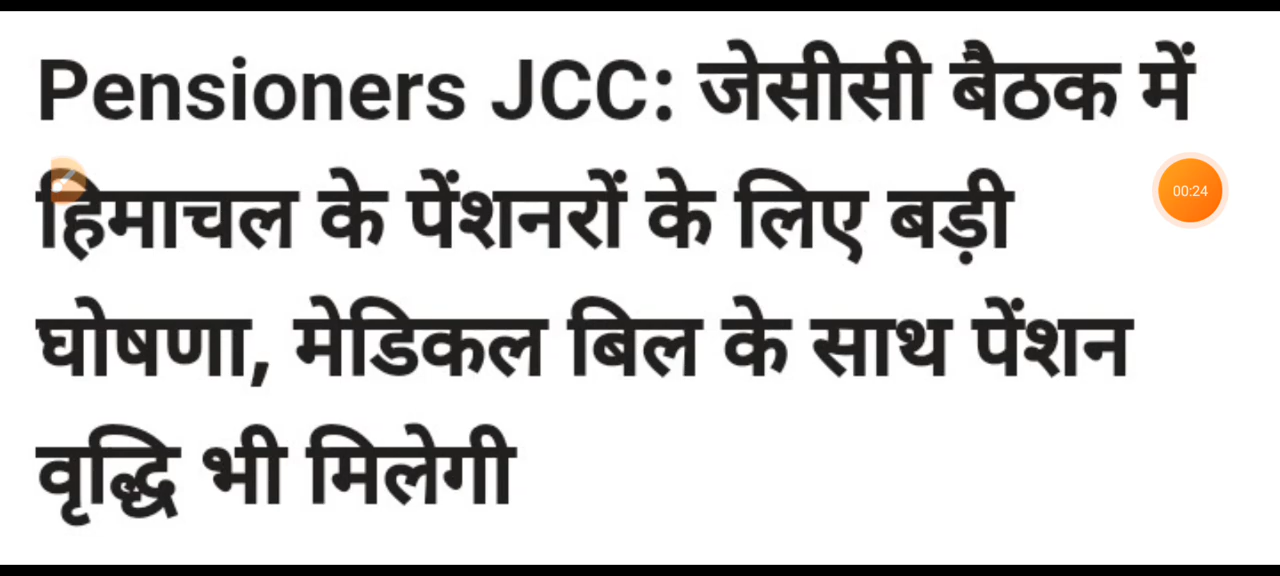 Pensioners JCC: जेसीसी बैठक में
हिमाचल के पेंशनरों के लिए बड़ी
00:24
घोषणा, मेडिकल बिल के साथ पेंशन
वृद्धि भी मिलेगी